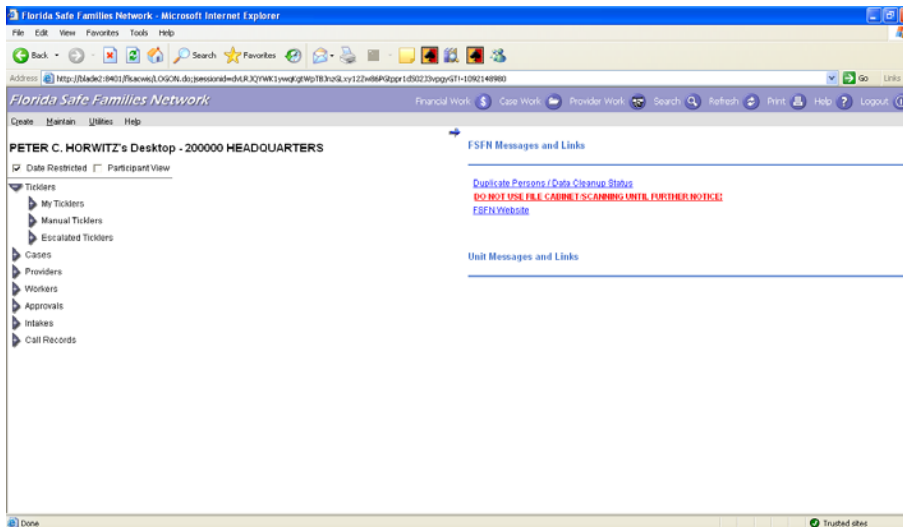 Florida Safe Families Network - Microsoft Internet Explorer
File Edit View Favorites Tools Help
Back Search Favorites
Address Go Links
Florida Safe Families Network Financial Work Case Work Provider Work Search Refresh Print Help Logout
Create Maintain Utilities Help
PETER C. HORWITZ's Desktop - 200000 HEADQUARTERS
Date Restricted Participant View
Ticklers
My Ticklers
Manual Ticklers
Escalated Ticklers
Cases
Providers
Workers
Approvals
Intakes
Call Records
FSFN Messages and Links
Duplicate Persons / Data Cleanup Status
DO NOT USE FILE CABINET/SCANNING UNTIL FURTHER NOTICE!
FSFN Website
Unit Messages and Links
Done Trusted sites